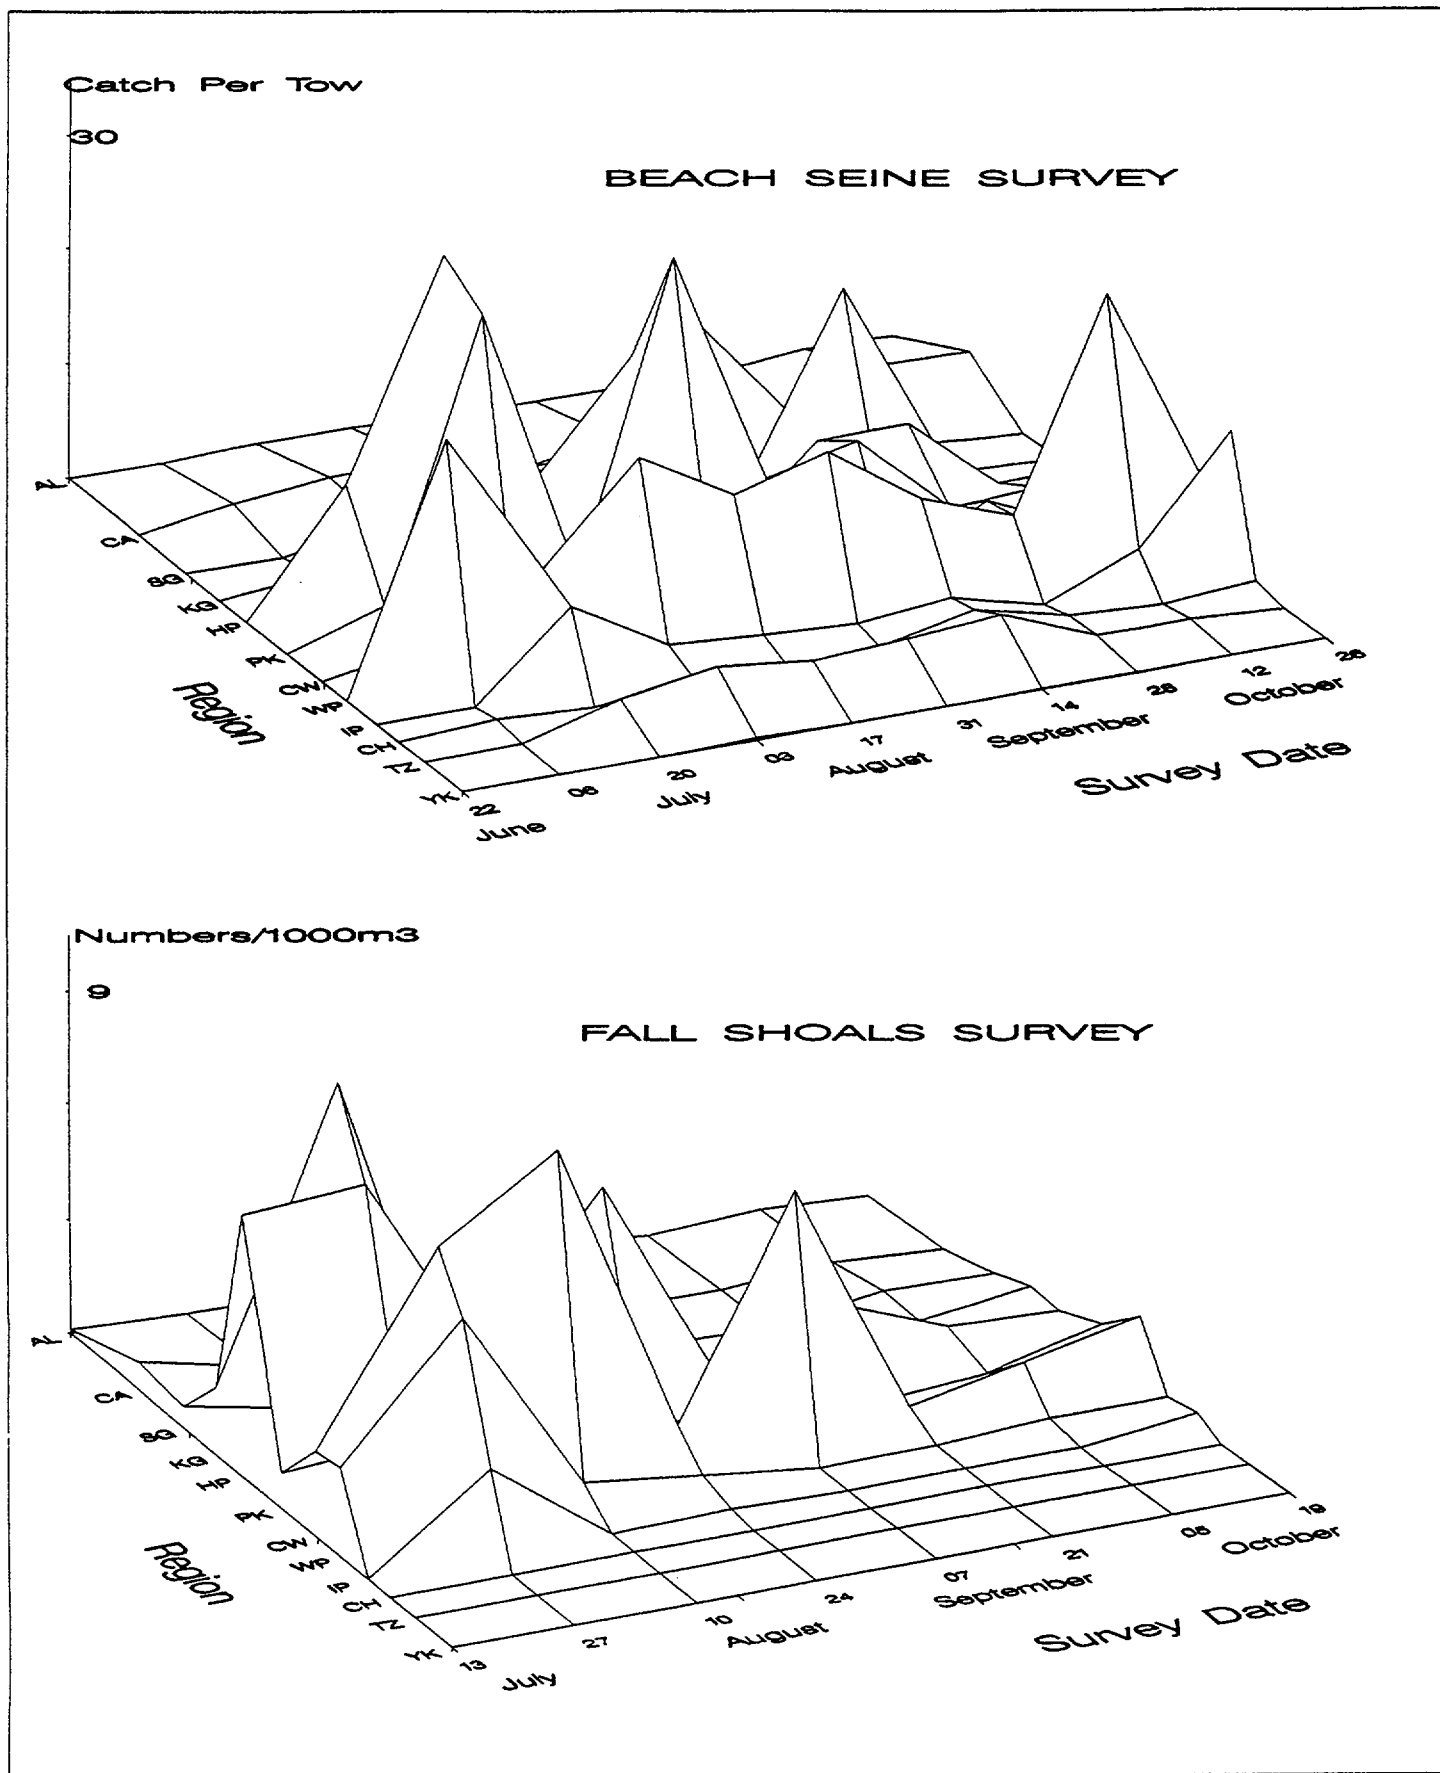 Catch Per Tow
30
BEACH SEINE SURVEY
AL
CA
SG
KG
HP
PK
CW
WP
IP
CH
TZ
YK
Region
22
06
20
03
17
31
14
28
12
26
June
July
August
September
October
Survey Date
Numbers/1000m3
9
FALL SHOALS SURVEY
AL
CA
SG
KG
HP
PK
CW
WP
IP
CH
TZ
YK
Region
13
27
10
24
07
21
05
19
July
August
September
October
Survey Date